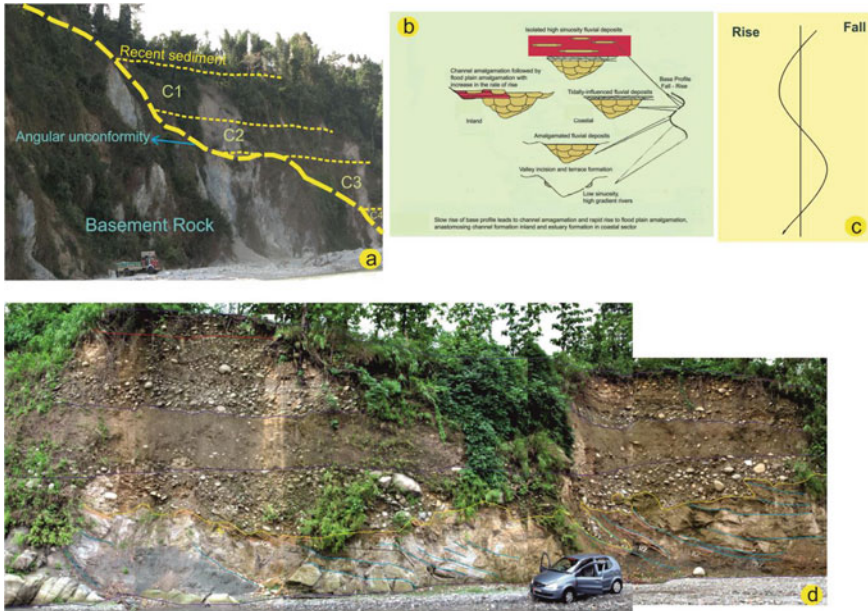 Recent sediment
C1
Angular unconformity
C2
C3
Basement Rock
a
b
Isolated high sinuosity fluvial deposits
Channel amalgamation followed by
flood plain amalgamation with
increase in the rate of rise
Base Profile
Fall - Rise
Tidally-influenced fluvial deposits
Inland
Coastal
Amalgamated fluvial deposits
Valley incision and terrace formation
Low sinuosity,
high gradient rivers
Slow rise of base profile leads to channel amagamation and rapid rise to flood plain amalgamation,
anastomosing channel formation inland and estuary formation in coastal sector
Rise
Fall
c
d